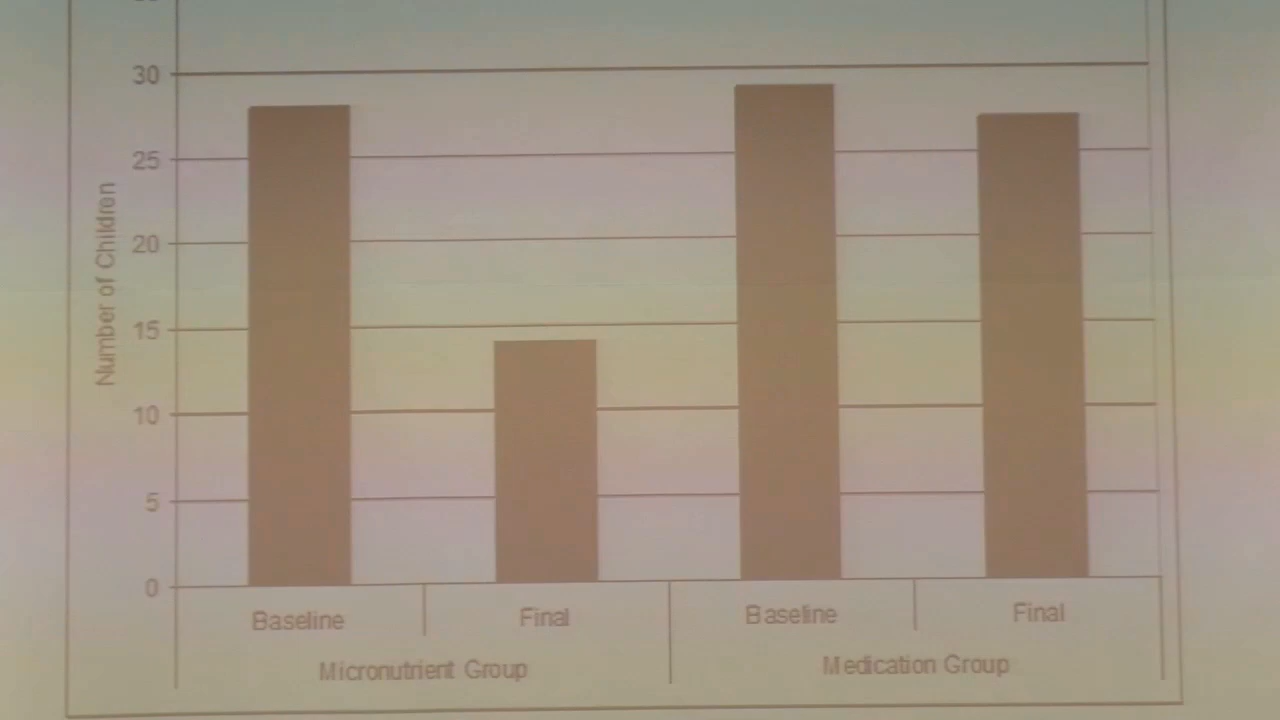 30
25
20
15
10
5
0
Number of Children
Baseline
Final
Baseline
Final
Micronutrient Group
Medication Group